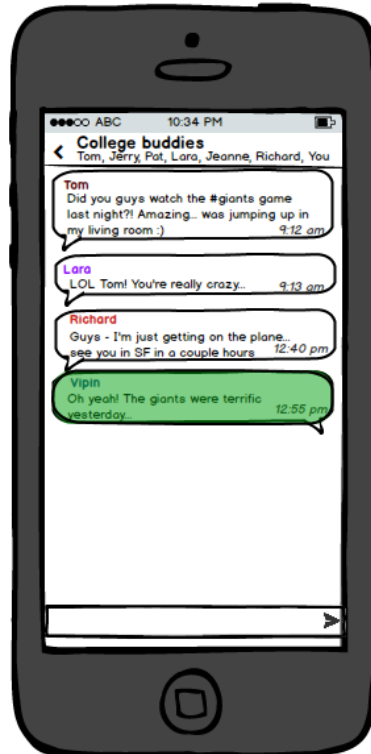 ABC 10:34 PM
College buddies
Tom, Jerry, Pat, Lara, Jeanne, Richard, You
Tom
Did you guys watch the #giants game
last night?! Amazing... was jumping up in
my living room :) 9:12 am
Lara
LOL Tom! You're really crazy... 9:13 am
Richard
Guys - I'm just getting on the plane...
see you in SF in a couple hours 12:40 pm
Vipin
Oh yeah! The giants were terrific
yesterday... 12:55 pm